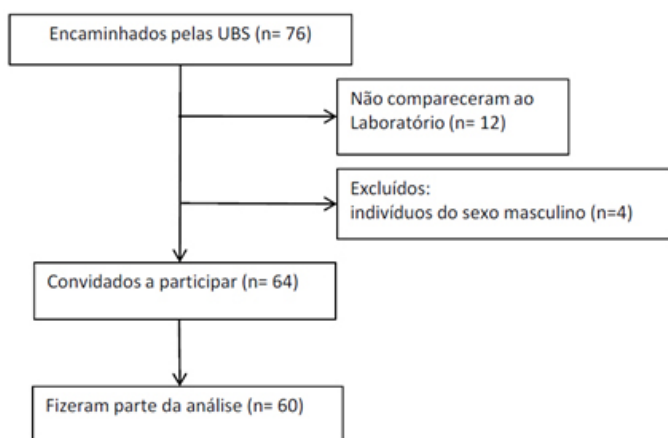 Encaminhados pelas UBS (n= 76)
Não compareceram ao
Laboratório (n= 12)
Excluídos:
indivíduos do sexo masculino (n=4)
Convidados a participar (n= 64)
Fizeram parte da análise (n= 60)